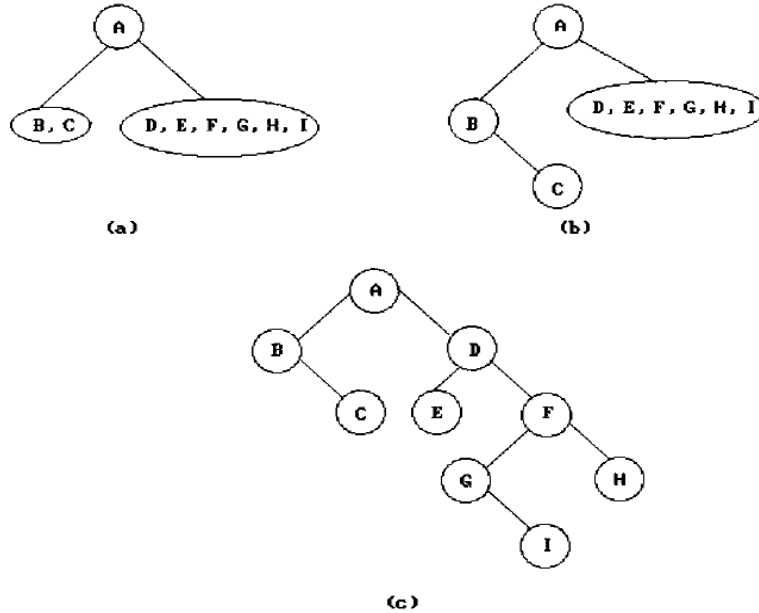 A
B, C
D, E, F, G, H, I
(a)
A
B
D, E, F, G, H, I
C
(b)
A
B
D
C
E
F
G
H
I
(c)